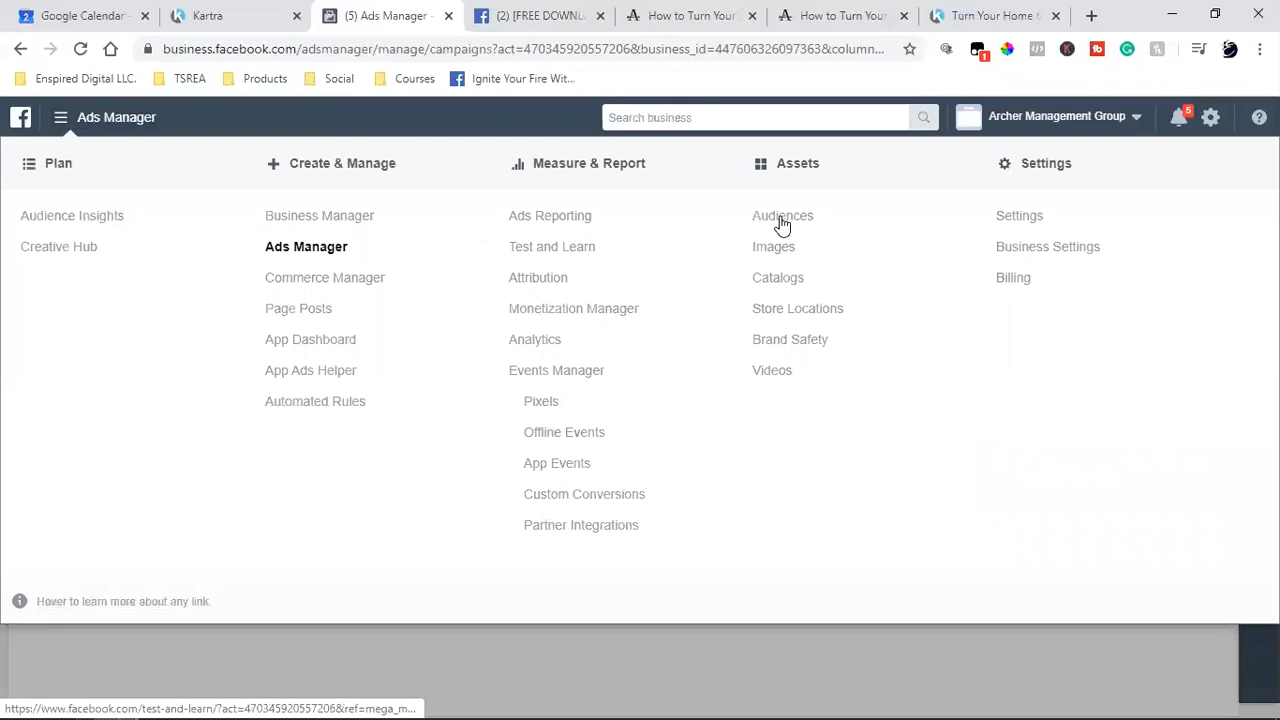 Google Calendar -
Kartra
(5) Ads Manager -
(2) [FREE DOWNL
How to Turn Your
How to Turn Your
Turn Your Home to
business.facebook.com/adsmanager/manage/campaigns?act=470345920557206&business_id=447606326097363&column...
1
Enspired Digital LLC.
TSREA
Products
Social
Courses
Ignite Your Fire Wit...
Ads Manager
Search business
Archer Management Group
5
Plan
Create & Manage
Measure & Report
Assets
Settings
Audience Insights
Business Manager
Ads Reporting
Audiences
Settings
Creative Hub
Ads Manager
Test and Learn
Images
Business Settings
Commerce Manager
Attribution
Catalogs
Billing
Page Posts
Monetization Manager
Store Locations
App Dashboard
Analytics
Brand Safety
App Ads Helper
Events Manager
Videos
Automated Rules
Pixels
Offline Events
App Events
Custom Conversions
Partner Integrations
Hover to learn more about any link
https://www.facebook.com/test-and-learn/?act=470345920557206&ref=mega_m...